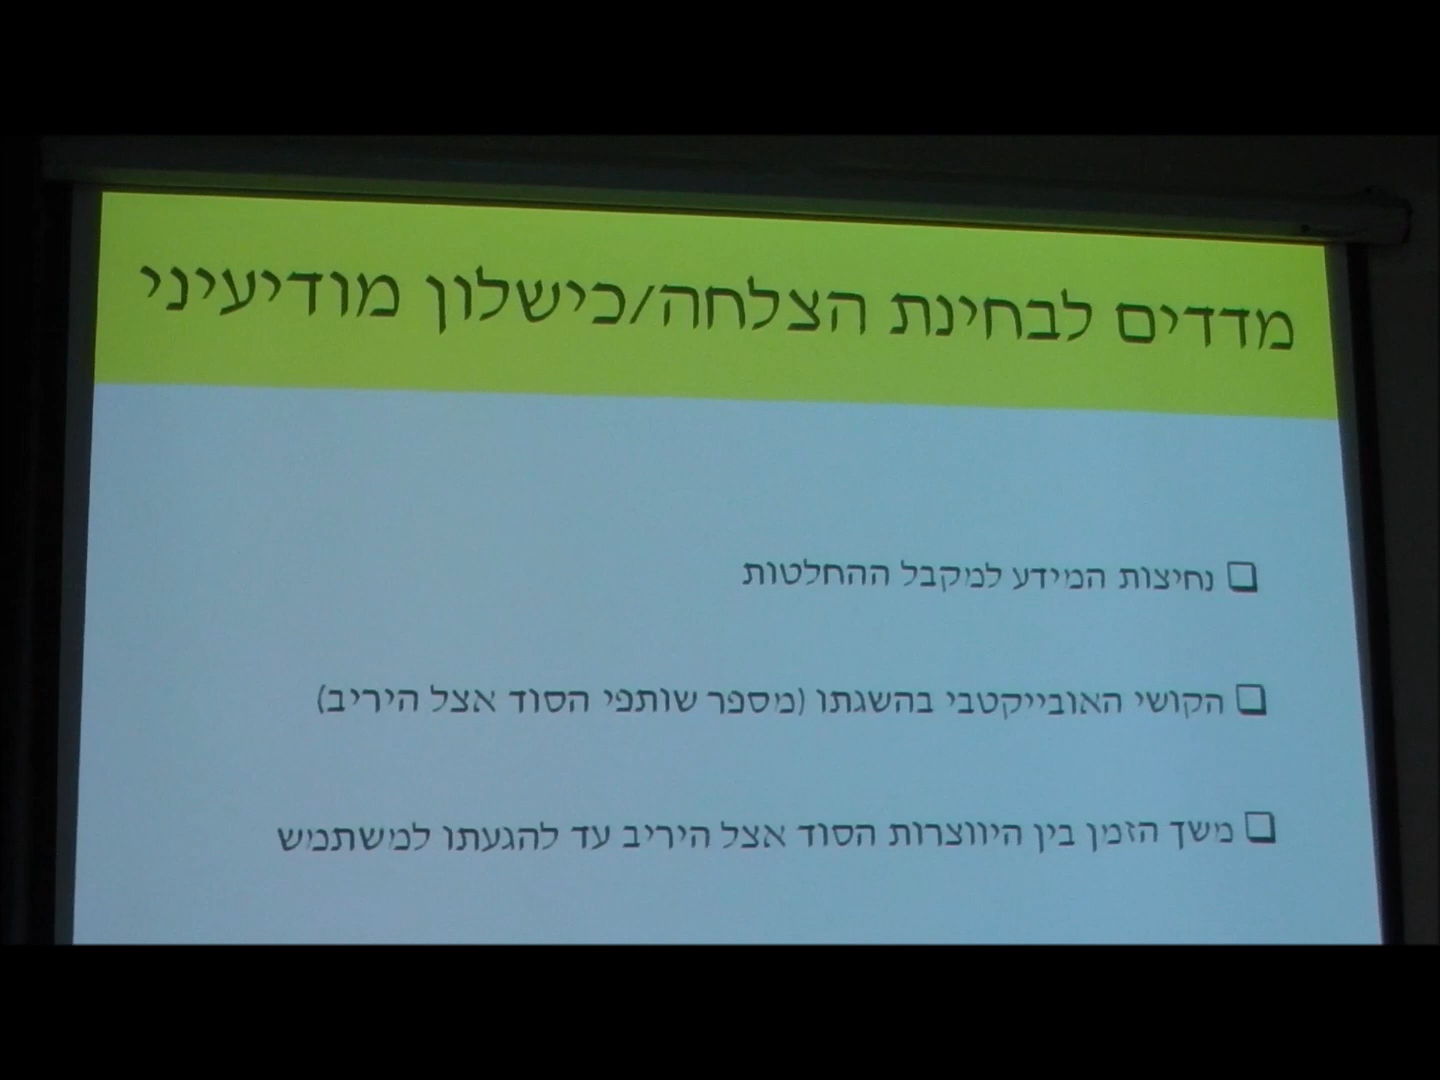 מדדים לבחינת הצלחה/כישלון מודיעיני
❑ נחיצות המידע למקבל ההחלטות
❑ הקושי האובייקטבי בהשגתו (מספר שותפי הסוד אצל היריב)
❑ משך הזמן בין היווצרות הסוד אצל היריב עד להגעתו למשתמש